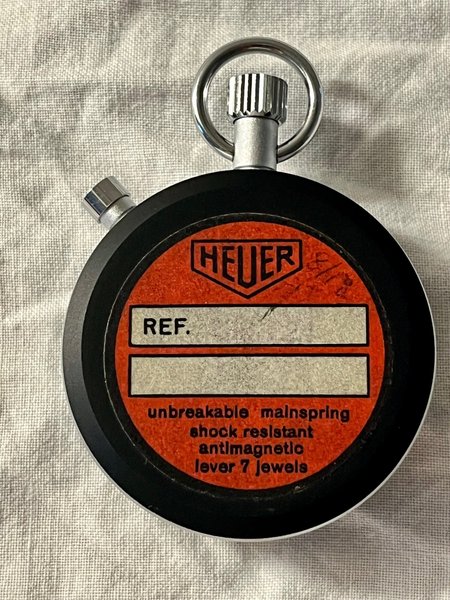 HEUER
REF.
unbreakable mainspring
shock resistant
antimagnetic
lever 7 jewels